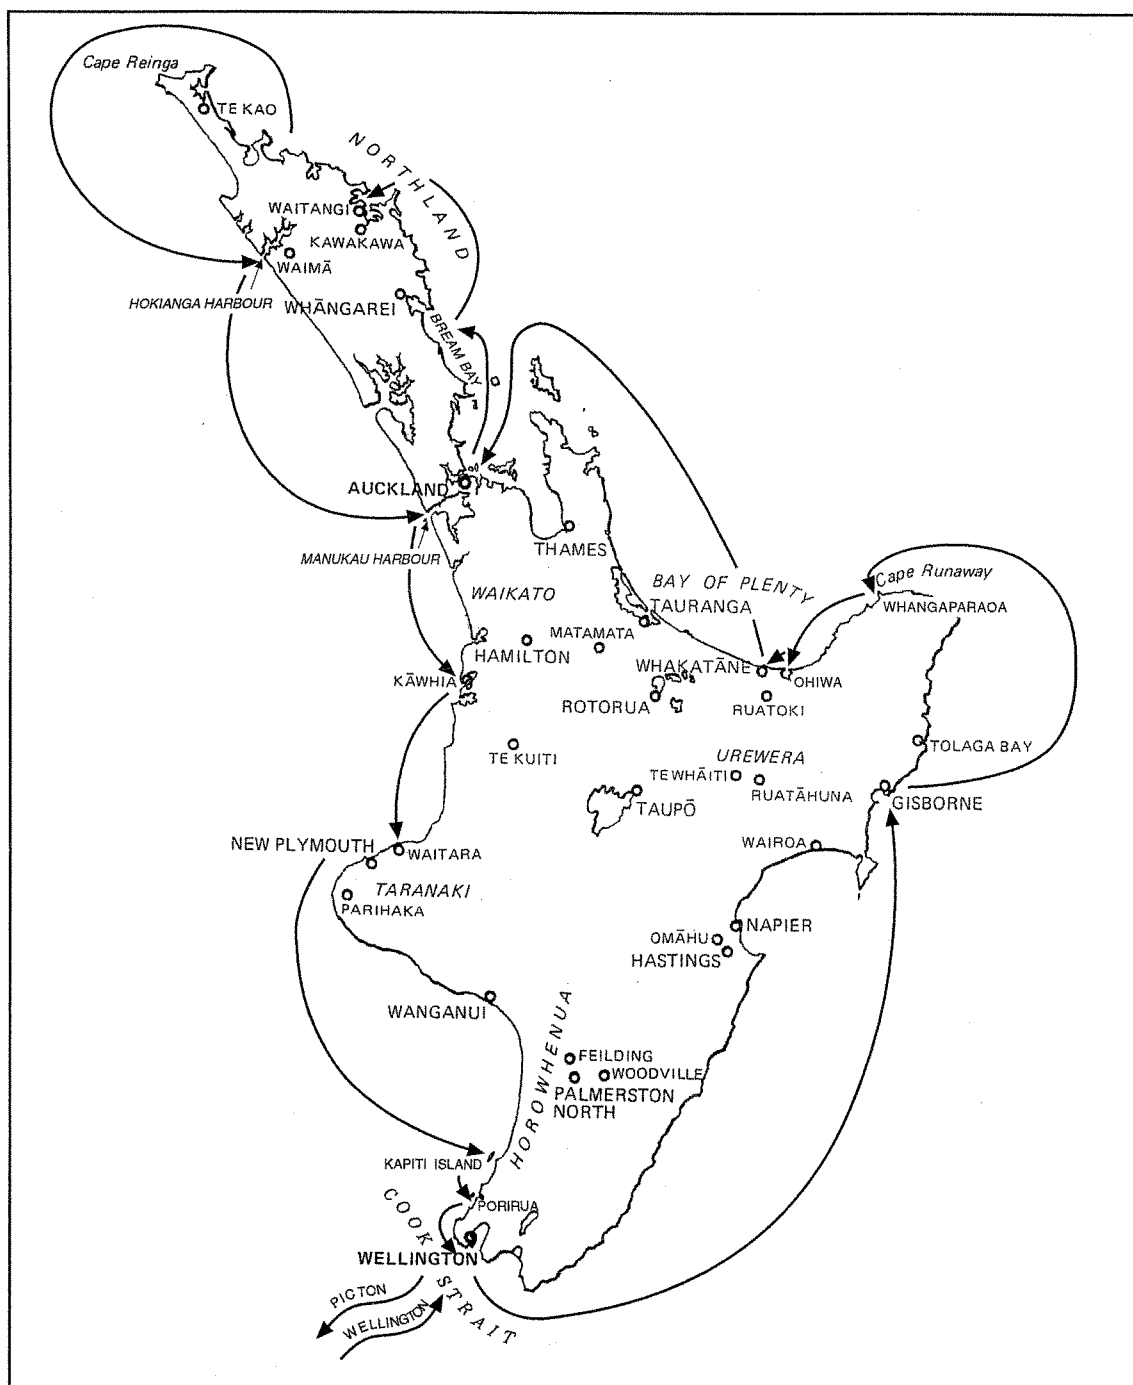 Cape Reinga
TE KAO
NORTHLAND
WAITANGI
KAWAKAWA
WAIMĀ
HOKIANGA HARBOUR
WHĀNGAREI
BREAM BAY
AUCKLAND
MANUKAU HARBOUR
THAMES
WAIKATO
BAY OF PLENTY
Cape Runaway
WHANGAPARAOA
TAURANGA
MATAMATA
HAMILTON
WHAKATĀNE
OHIWA
KĀWHIA
ROTORUA
RUATOKI
TE KUITI
UREWERA
TOLAGA BAY
TEWHĀITI
RUATĀHUNA
TAUPŌ
GISBORNE
NEW PLYMOUTH
WAITARA
WAIROA
TARANAKI
PARIHAKA
NAPIER
OMĀHU
HASTINGS
WANGANUI
HOROWHENUA
FEILDING
WOODVILLE
PALMERSTON
NORTH
KAPITI ISLAND
PORIRUA
COOK STRAIT
WELLINGTON
PICTON
WELLINGTON